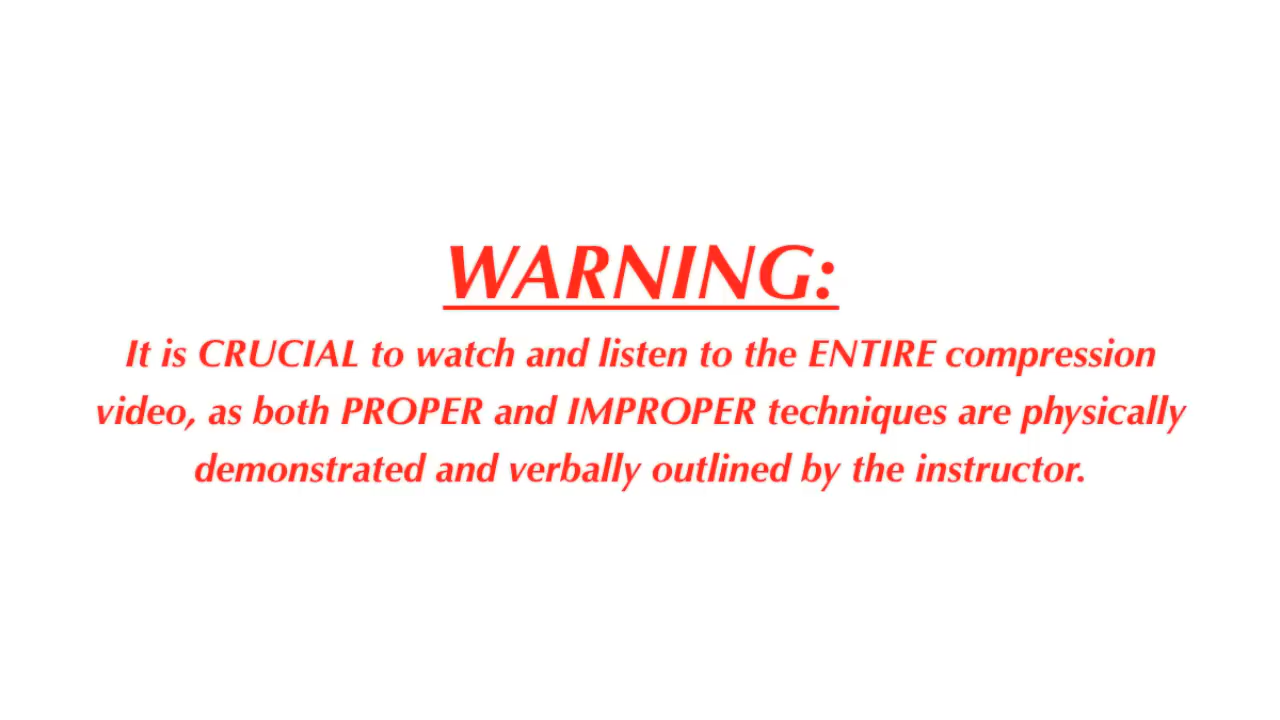 WARNING:
It is CRUCIAL to watch and listen to the ENTIRE compression
video, as both PROPER and IMPROPER techniques are physically
demonstrated and verbally outlined by the instructor.